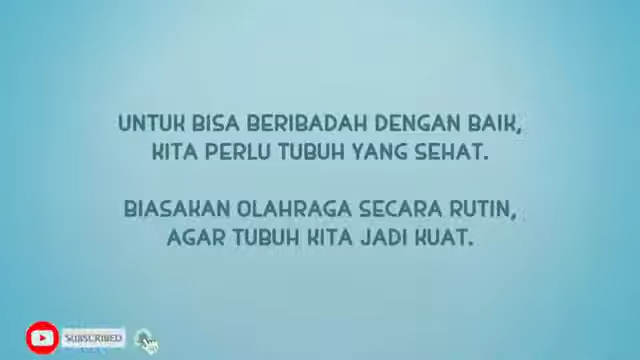 UNTUK BISA BERIBADAH DENGAN BAIK,
KITA PERLU TUBUH YANG SEHAT.
BIASAKAN OLAHRAGA SECARA RUTIN,
AGAR TUBUH KITA JADI KUAT.
SUBSCRIBED